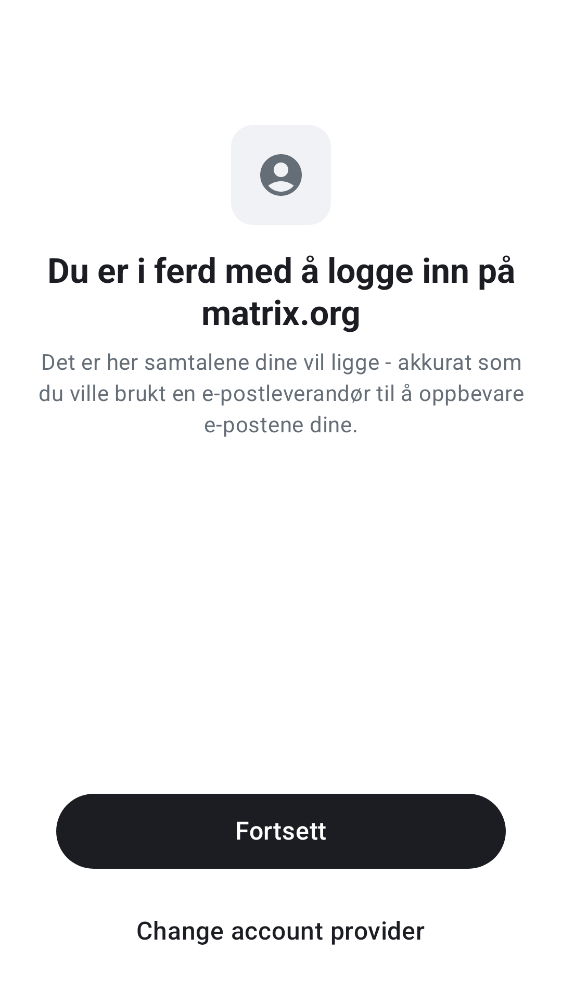 Du er i ferd med å logge inn på
matrix.org
Det er her samtalene dine vil ligge - akkurat som
du ville brukt en e-postleverandør til å oppbevare
e-postene dine.
Fortsett
Change account provider